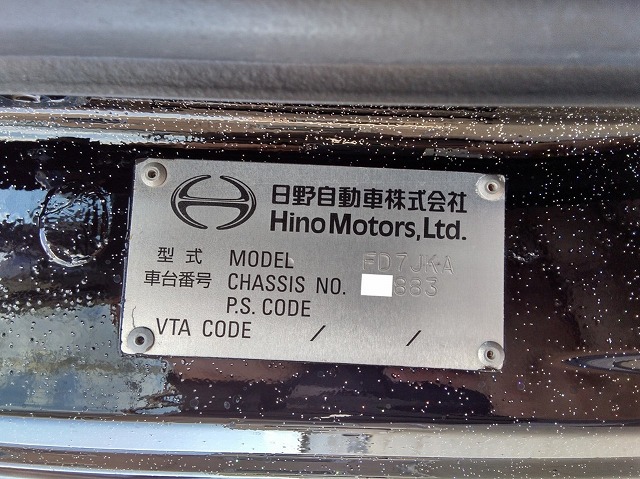 日野自動車株式会社
Hino Motors, Ltd.
型式 MODEL FD7JKA
車台番号 CHASSIS NO. 883
P.S. CODE
VTA CODE / /